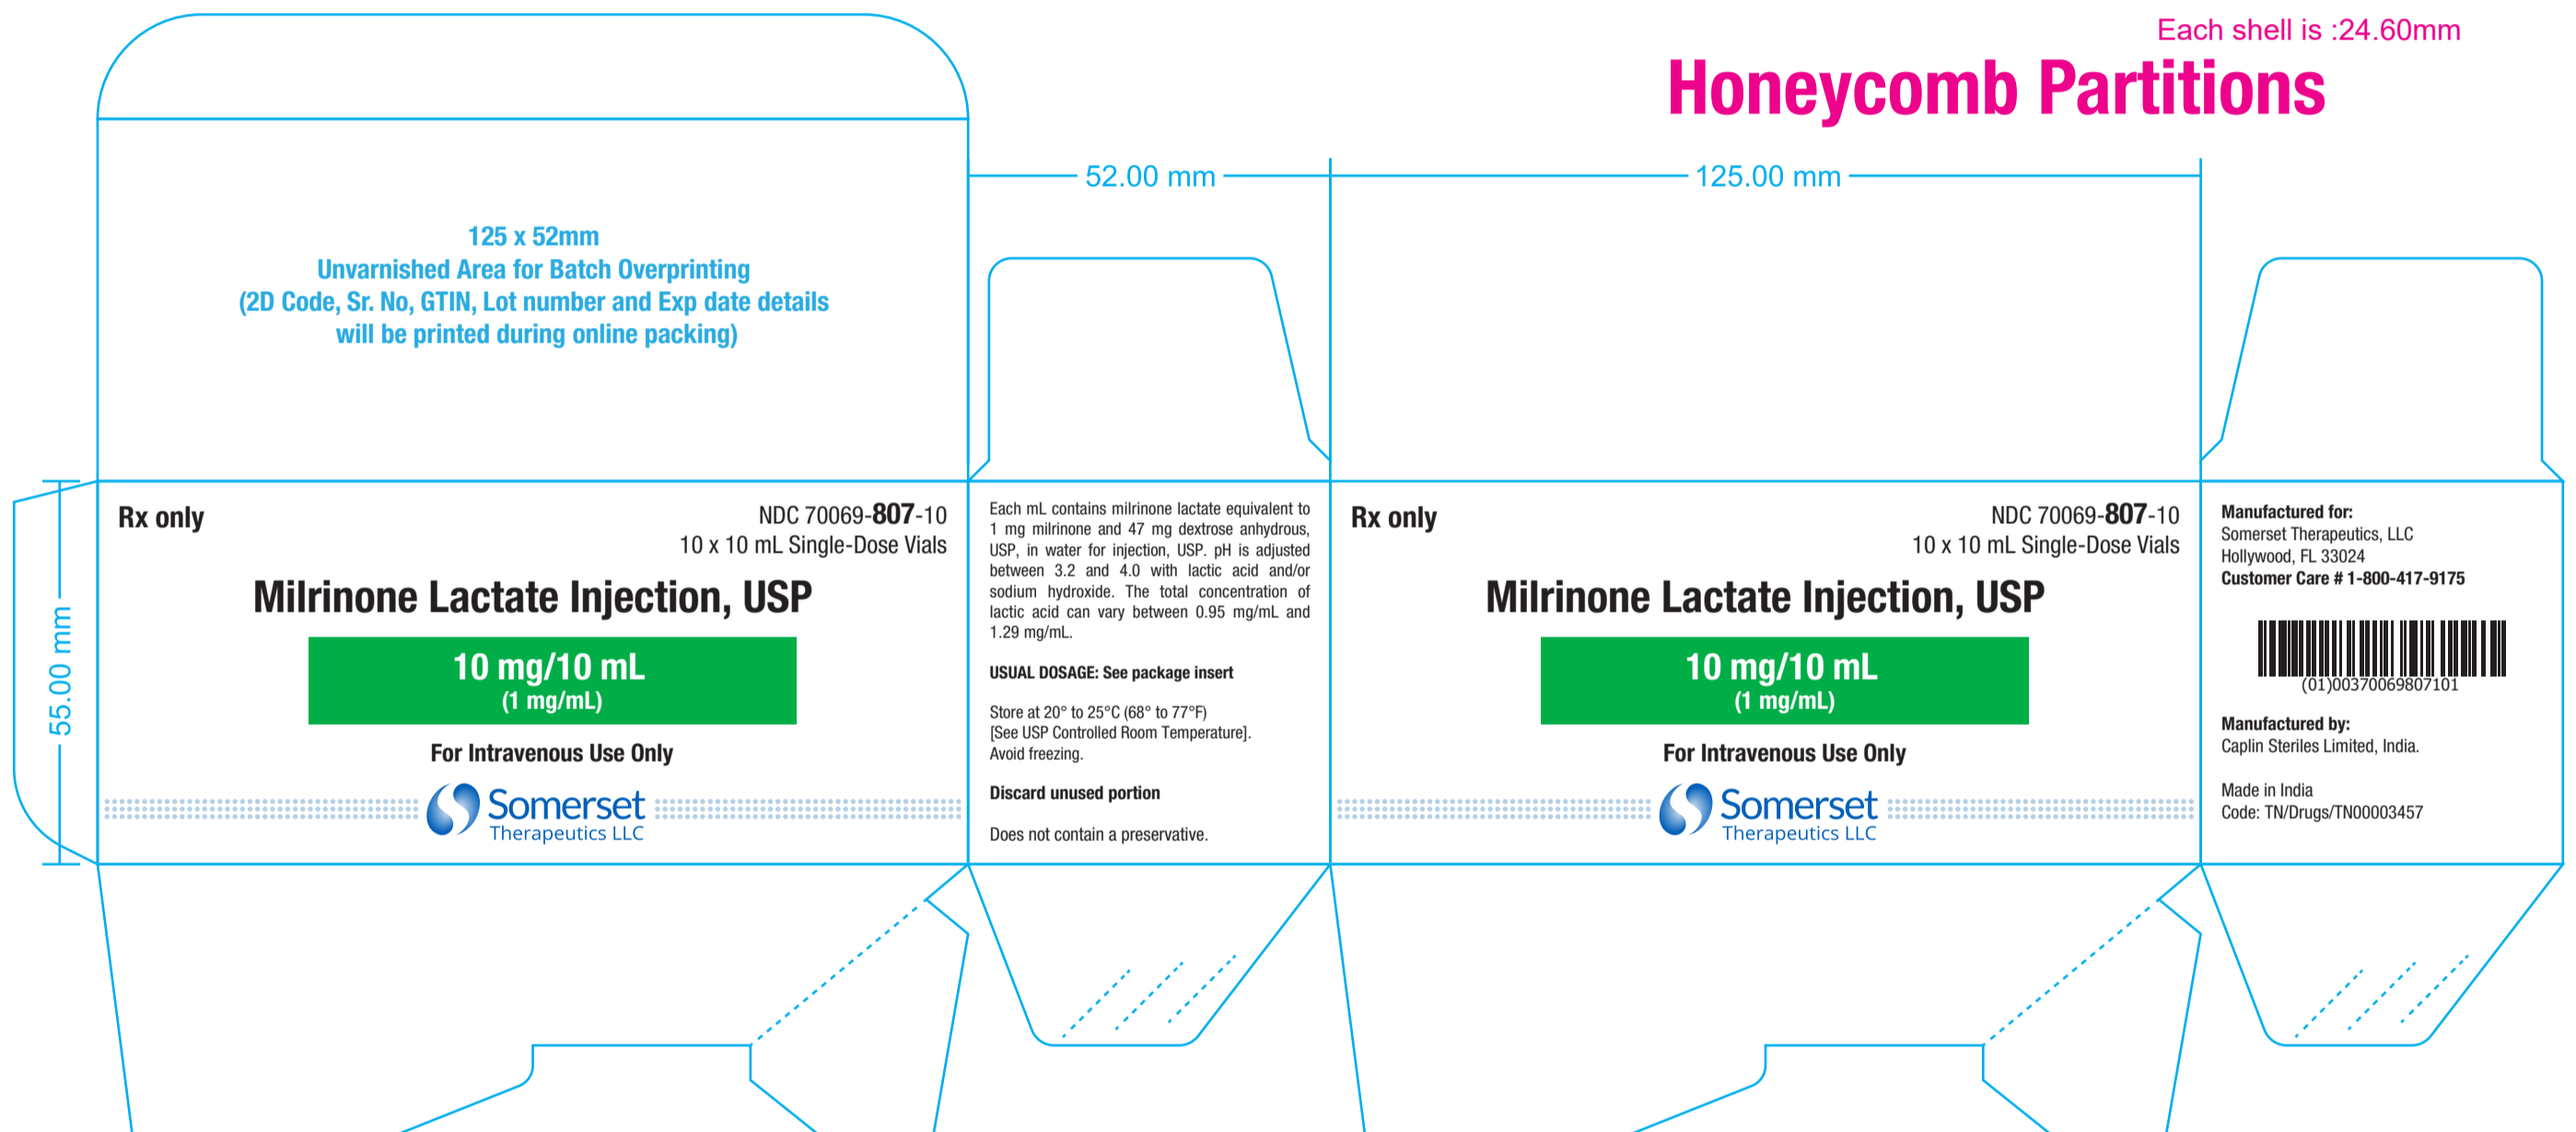 Each shell is :24.60mm
Honeycomb Partitions
52.00 mm
125.00 mm
125 x 52mm
Unvarnished Area for Batch Overprinting
(2D Code, Sr. No, GTIN, Lot number and Exp date details
will be printed during online packing)
55.00 mm
Rx only
NDC 70069-807-10
10 x 10 mL Single-Dose Vials
Milrinone Lactate Injection, USP
10 mg/10 mL
(1 mg/mL)
For Intravenous Use Only
Somerset
Therapeutics LLC
Each mL contains milrinone lactate equivalent to
1 mg milrinone and 47 mg dextrose anhydrous,
USP, in water for injection, USP. pH is adjusted
between 3.2 and 4.0 with lactic acid and/or
sodium hydroxide. The total concentration of
lactic acid can vary between 0.95 mg/mL and
1.29 mg/mL.
USUAL DOSAGE: See package insert
Store at 20° to 25°C (68° to 77°F)
[See USP Controlled Room Temperature].
Avoid freezing.
Discard unused portion
Does not contain a preservative.
Rx only
NDC 70069-807-10
10 x 10 mL Single-Dose Vials
Milrinone Lactate Injection, USP
10 mg/10 mL
(1 mg/mL)
For Intravenous Use Only
Somerset
Therapeutics LLC
Manufactured for:
Somerset Therapeutics, LLC
Hollywood, FL 33024
Customer Care # 1-800-417-9175
(01)00370069807101
Manufactured by:
Caplin Steriles Limited, India.
Made in India
Code: TN/Drugs/TN00003457